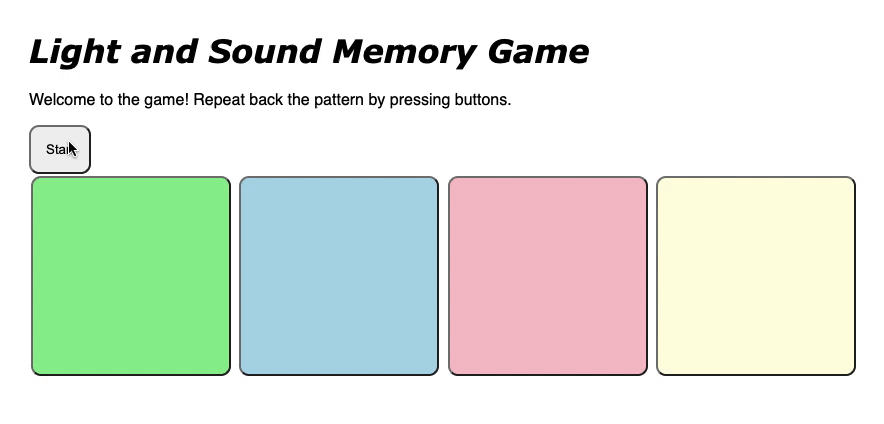 Light and Sound Memory Game
Welcome to the game! Repeat back the pattern by pressing buttons.